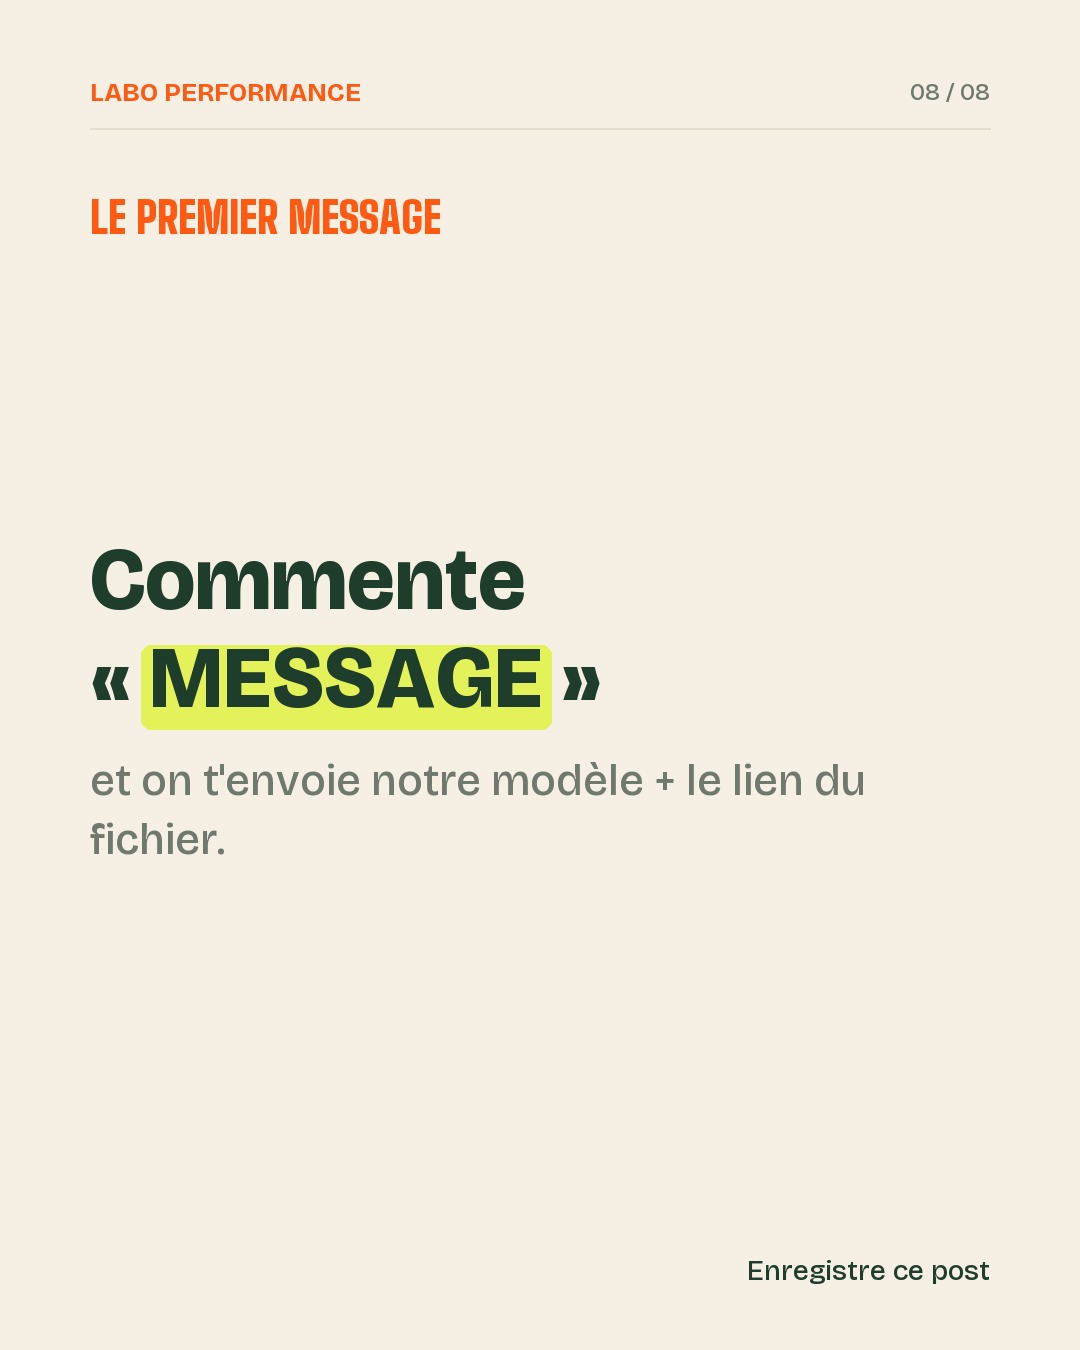 LABO PERFORMANCE
08 / 08
LE PREMIER MESSAGE
Commente
« MESSAGE »
et on t'envoie notre modèle + le lien du
fichier.
Enregistre ce post